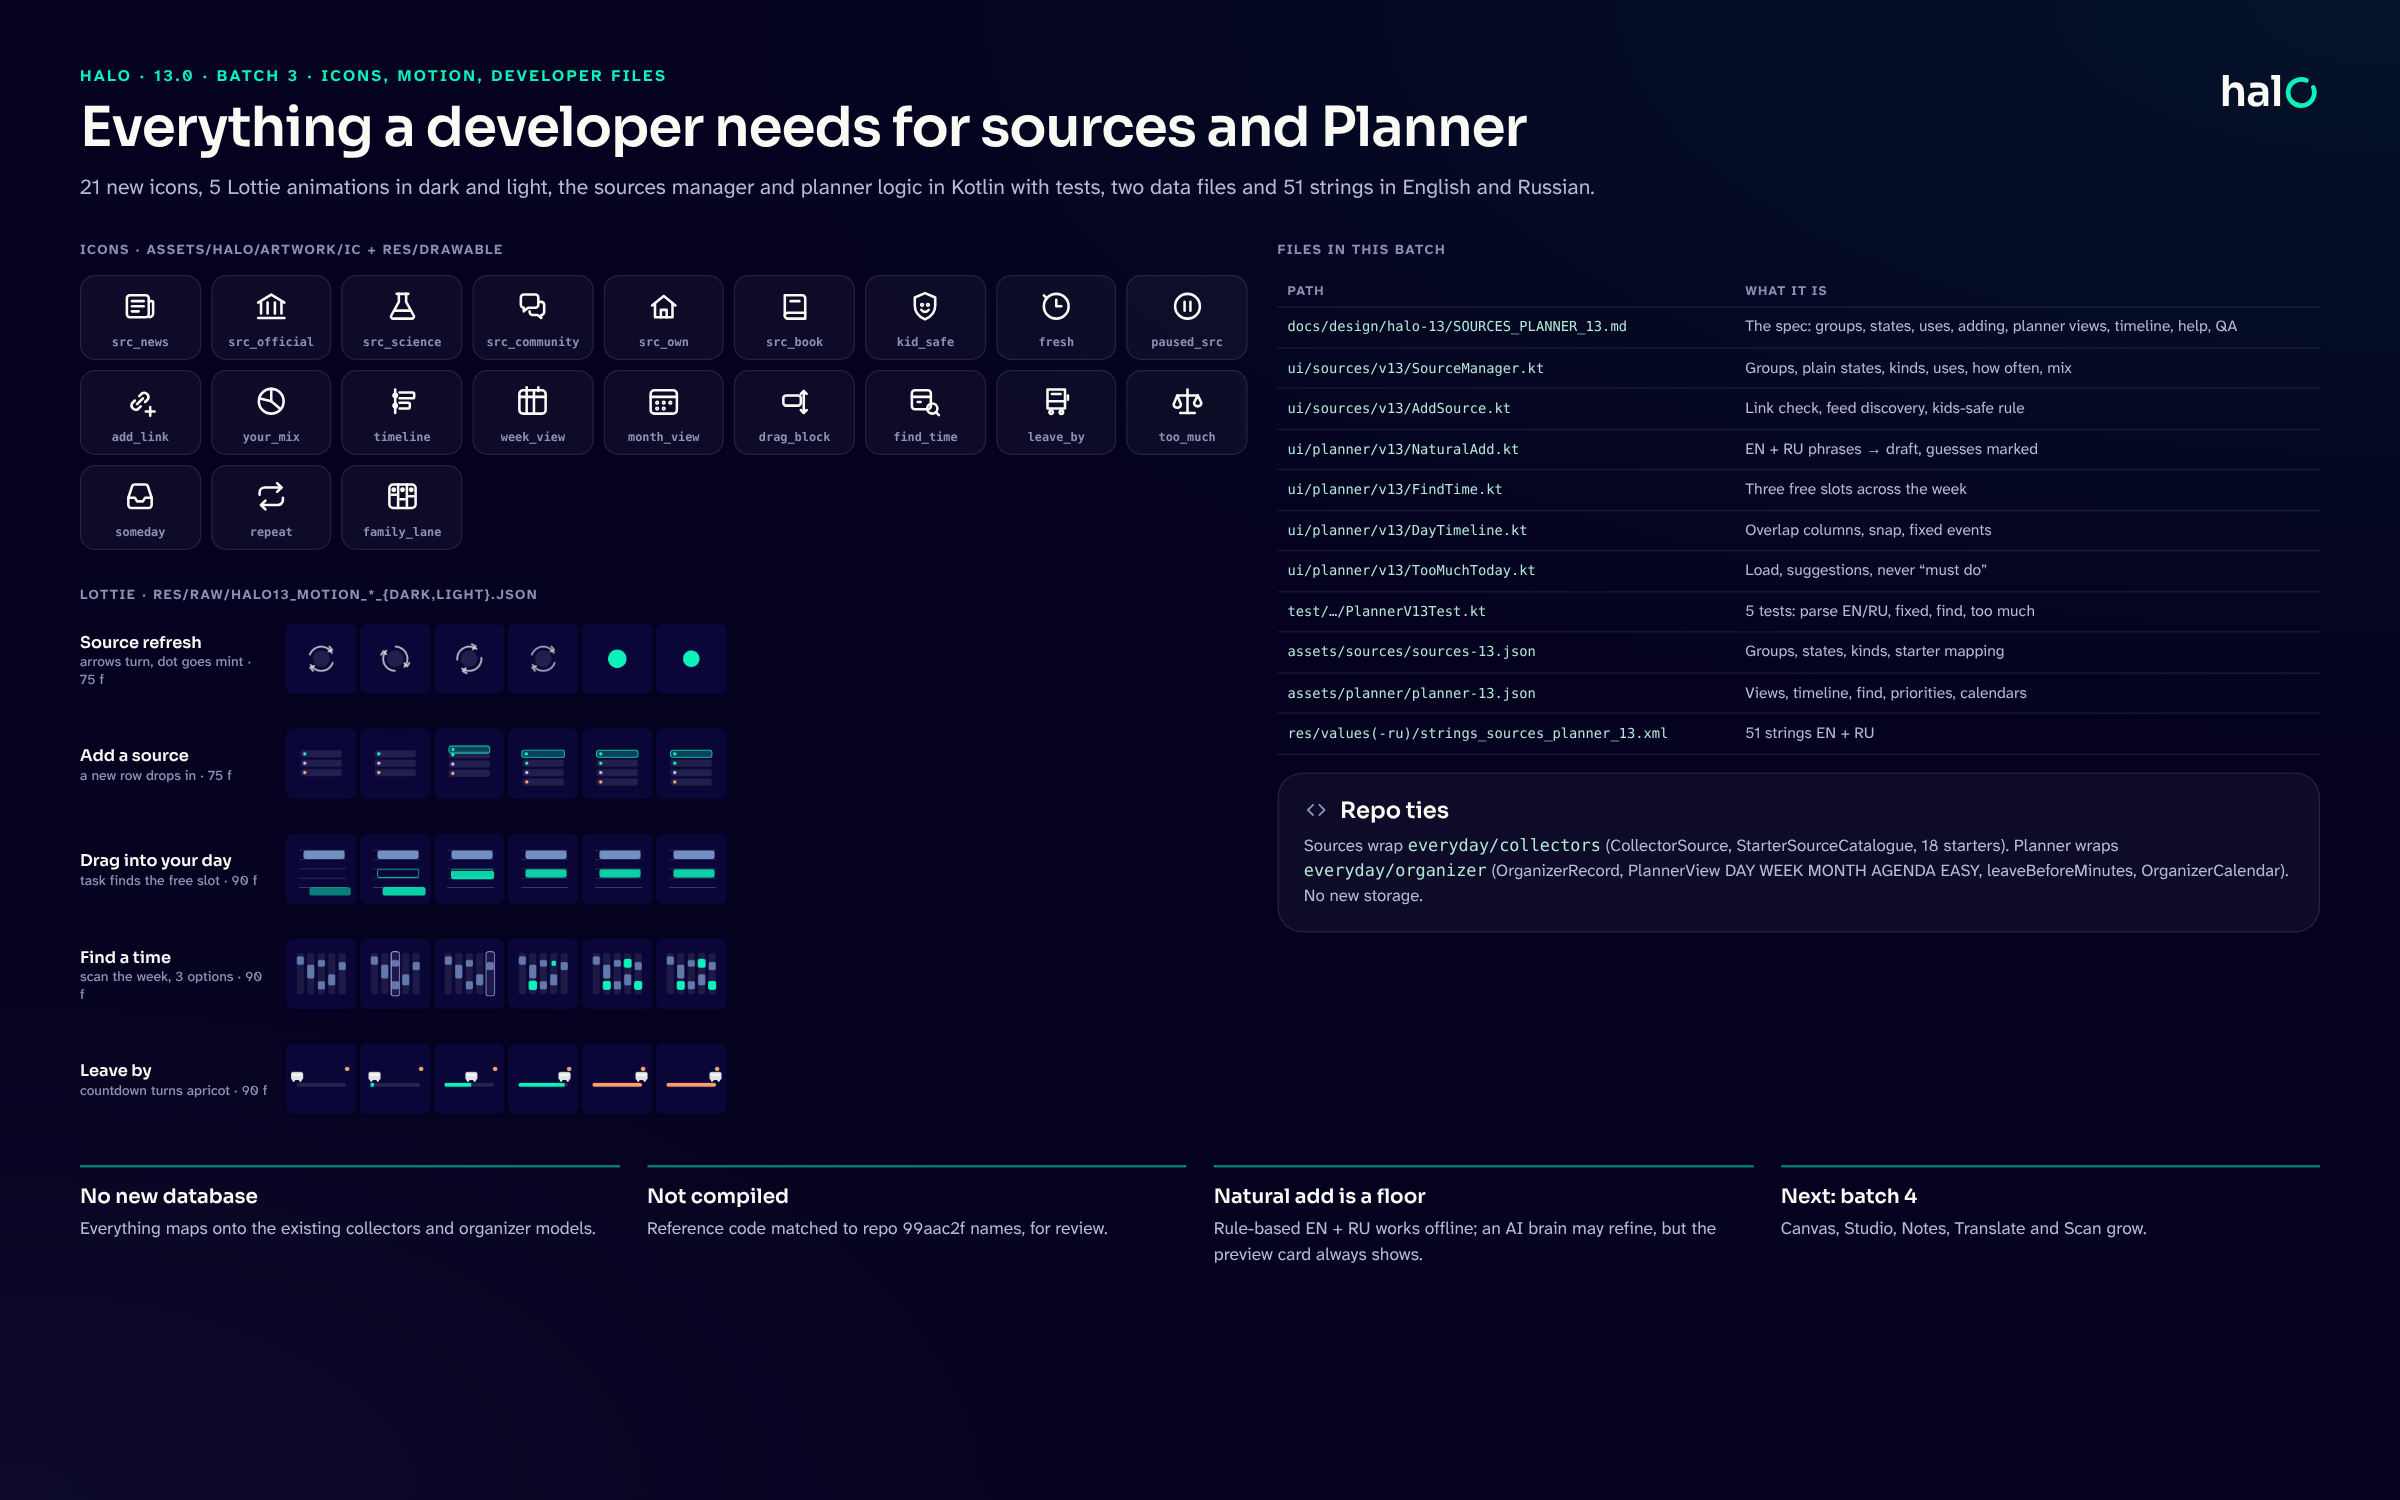 HALO · 13.0 · BATCH 3 · ICONS, MOTION, DEVELOPER FILES
halo
Everything a developer needs for sources and Planner
21 new icons, 5 Lottie animations in dark and light, the sources manager and planner logic in Kotlin with tests, two data files and 51 strings in English and Russian.
ICONS · ASSETS/HALO/ARTWORK/IC + RES/DRAWABLE
src_news src_official src_science src_community src_own src_book kid_safe fresh paused_src
add_link your_mix timeline week_view month_view drag_block find_time leave_by too_much
someday repeat family_lane
LOTTIE · RES/RAW/HALO13_MOTION_*_{DARK,LIGHT}.JSON
Source refresh
arrows turn, dot goes mint ·
75 f
Add a source
a new row drops in · 75 f
Drag into your day
task finds the free slot · 90 f
Find a time
scan the week, 3 options · 90
f
Leave by
countdown turns apricot · 90 f
FILES IN THIS BATCH
PATH WHAT IT IS
docs/design/halo-13/SOURCES_PLANNER_13.md The spec: groups, states, uses, adding, planner views, timeline, help, QA
ui/sources/v13/SourceManager.kt Groups, plain states, kinds, uses, how often, mix
ui/sources/v13/AddSource.kt Link check, feed discovery, kids-safe rule
ui/planner/v13/NaturalAdd.kt EN + RU phrases → draft, guesses marked
ui/planner/v13/FindTime.kt Three free slots across the week
ui/planner/v13/DayTimeline.kt Overlap columns, snap, fixed events
ui/planner/v13/TooMuchToday.kt Load, suggestions, never “must do”
test/…/PlannerV13Test.kt 5 tests: parse EN/RU, fixed, find, too much
assets/sources/sources-13.json Groups, states, kinds, starter mapping
assets/planner/planner-13.json Views, timeline, find, priorities, calendars
res/values(-ru)/strings_sources_planner_13.xml 51 strings EN + RU
Repo ties
Sources wrap everyday/collectors (CollectorSource, StarterSourceCatalogue, 18 starters). Planner wraps
everyday/organizer (OrganizerRecord, PlannerView DAY WEEK MONTH AGENDA EASY, leaveBeforeMinutes, OrganizerCalendar).
No new storage.
No new database
Everything maps onto the existing collectors and organizer models.
Not compiled
Reference code matched to repo 99aac2f names, for review.
Natural add is a floor
Rule-based EN + RU works offline; an AI brain may refine, but the
preview card always shows.
Next: batch 4
Canvas, Studio, Notes, Translate and Scan grow.